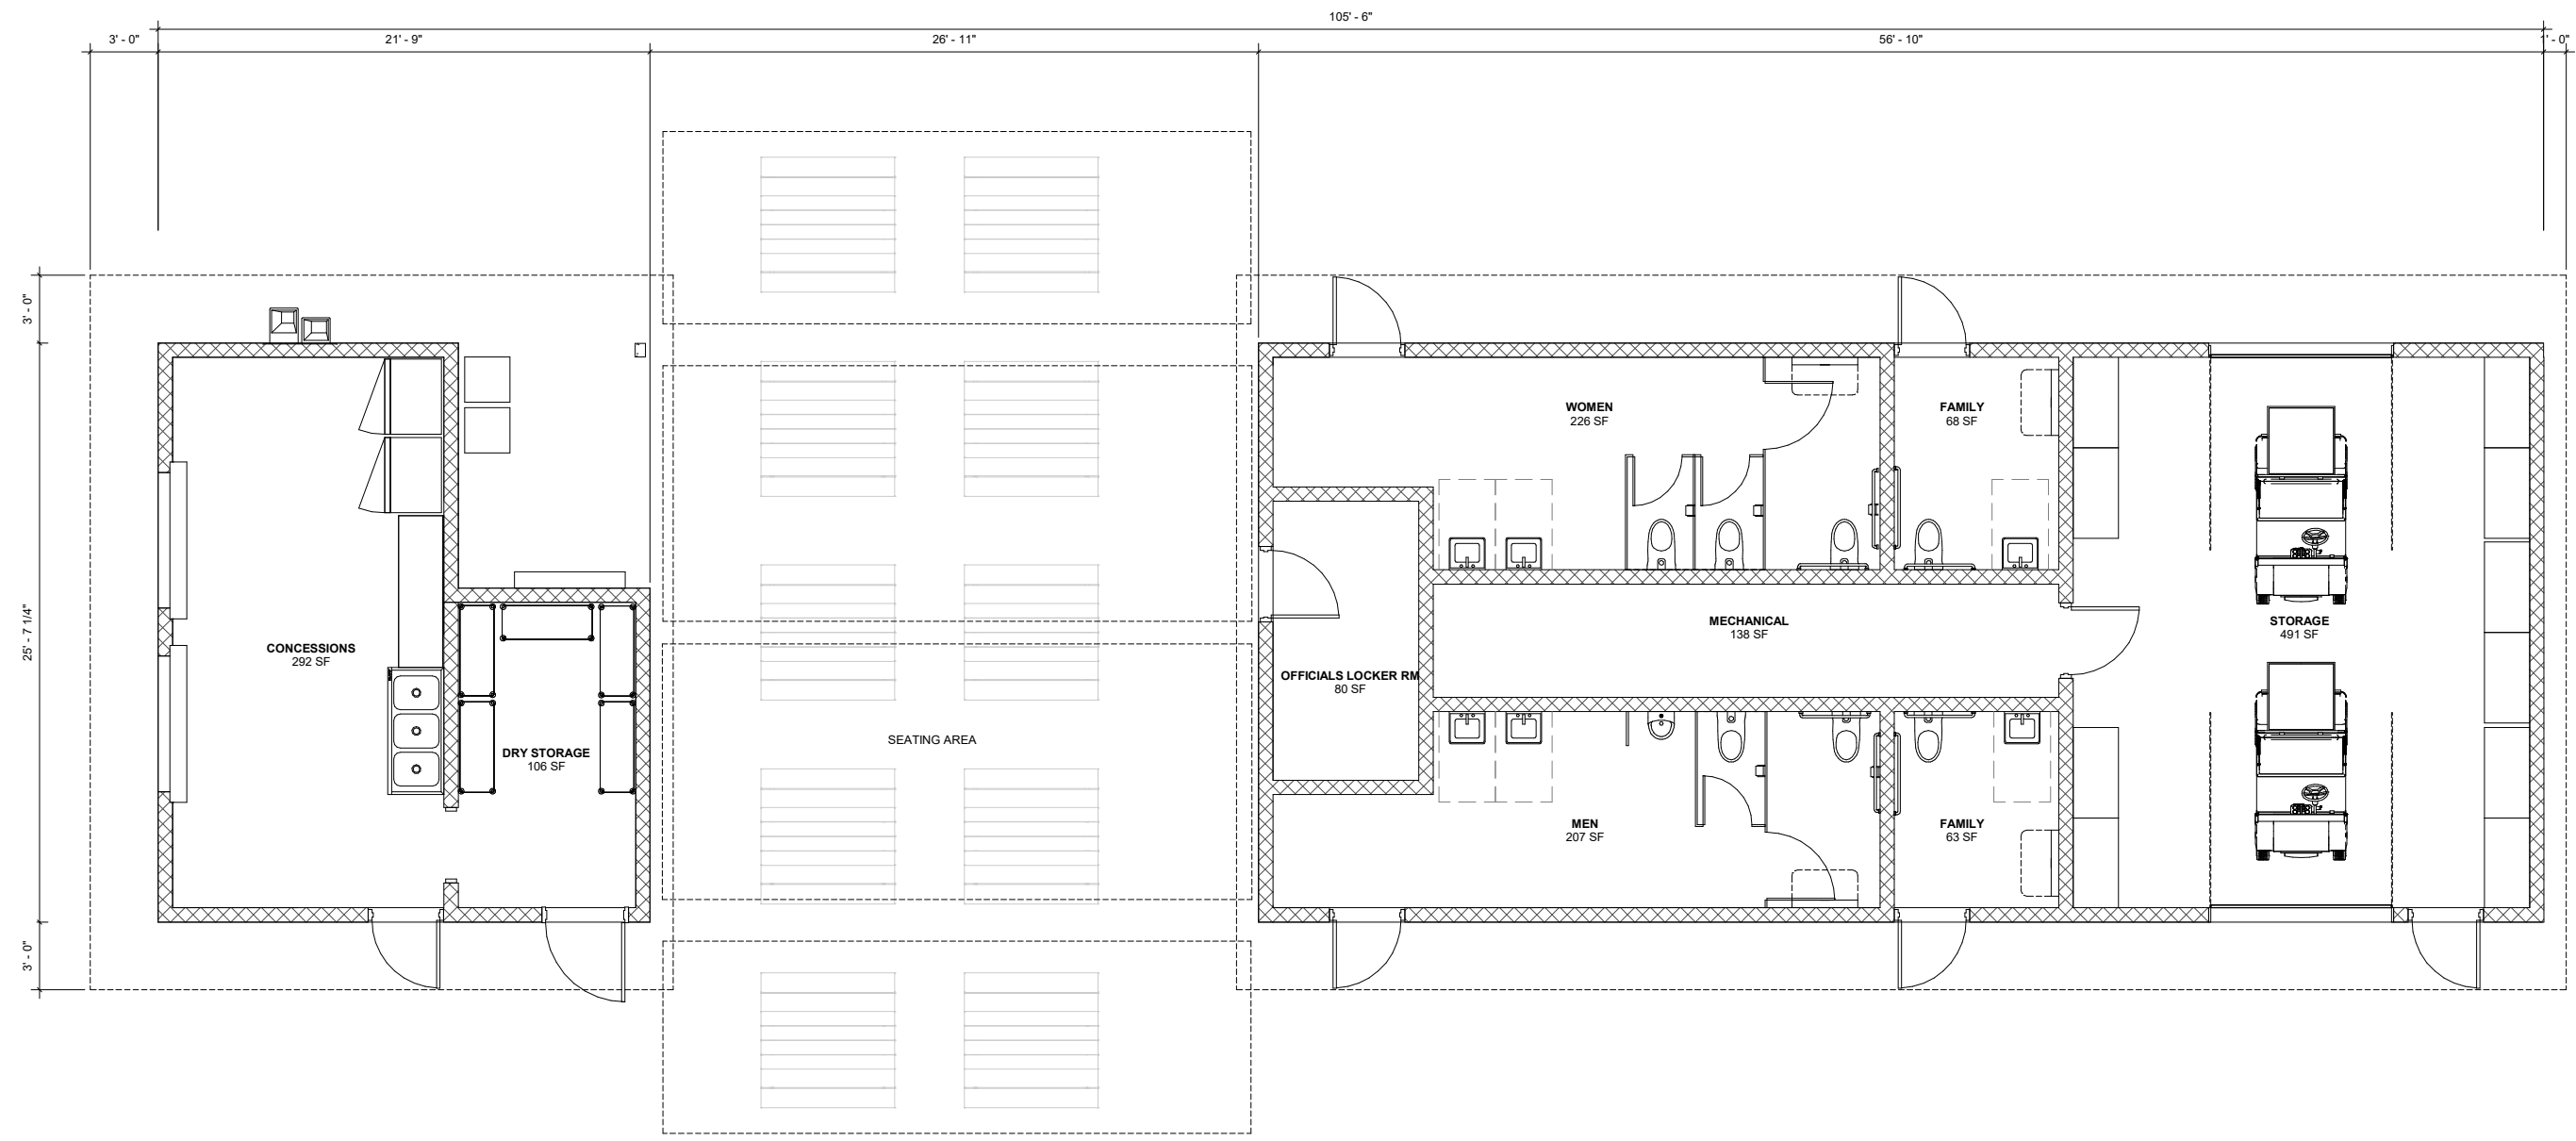 105' - 6"
3' - 0"
21' - 9"
26' - 11"
56' - 10"
' - 0"
3' - 0"
25' - 7 1/4"
3' - 0"
WOMEN
226 SF
FAMILY
68 SF
CONCESSIONS
292 SF
MECHANICAL
138 SF
STORAGE
491 SF
OFFICIALS LOCKER RM
80 SF
DRY STORAGE
106 SF
SEATING AREA
MEN
207 SF
FAMILY
63 SF